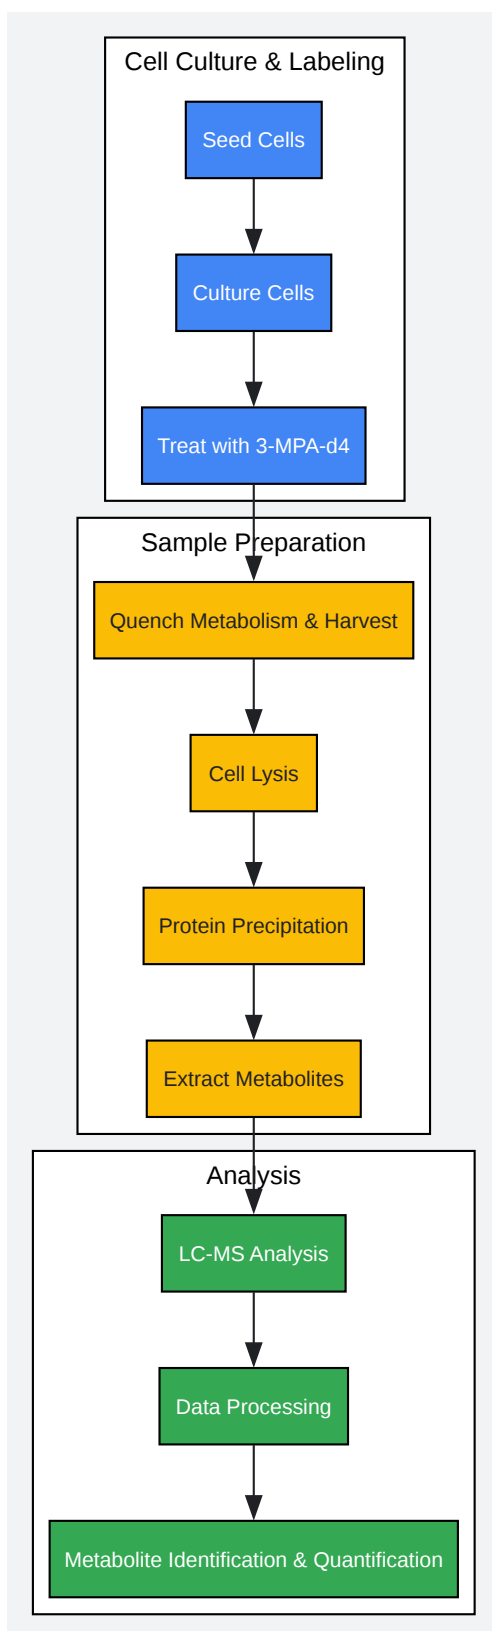 Cell Culture & Labeling
Seed Cells
Culture Cells
Treat with 3-MPA-d4
Sample Preparation
Quench Metabolism & Harvest
Cell Lysis
Protein Precipitation
Extract Metabolites
Analysis
LC-MS Analysis
Data Processing
Metabolite Identification & Quantification